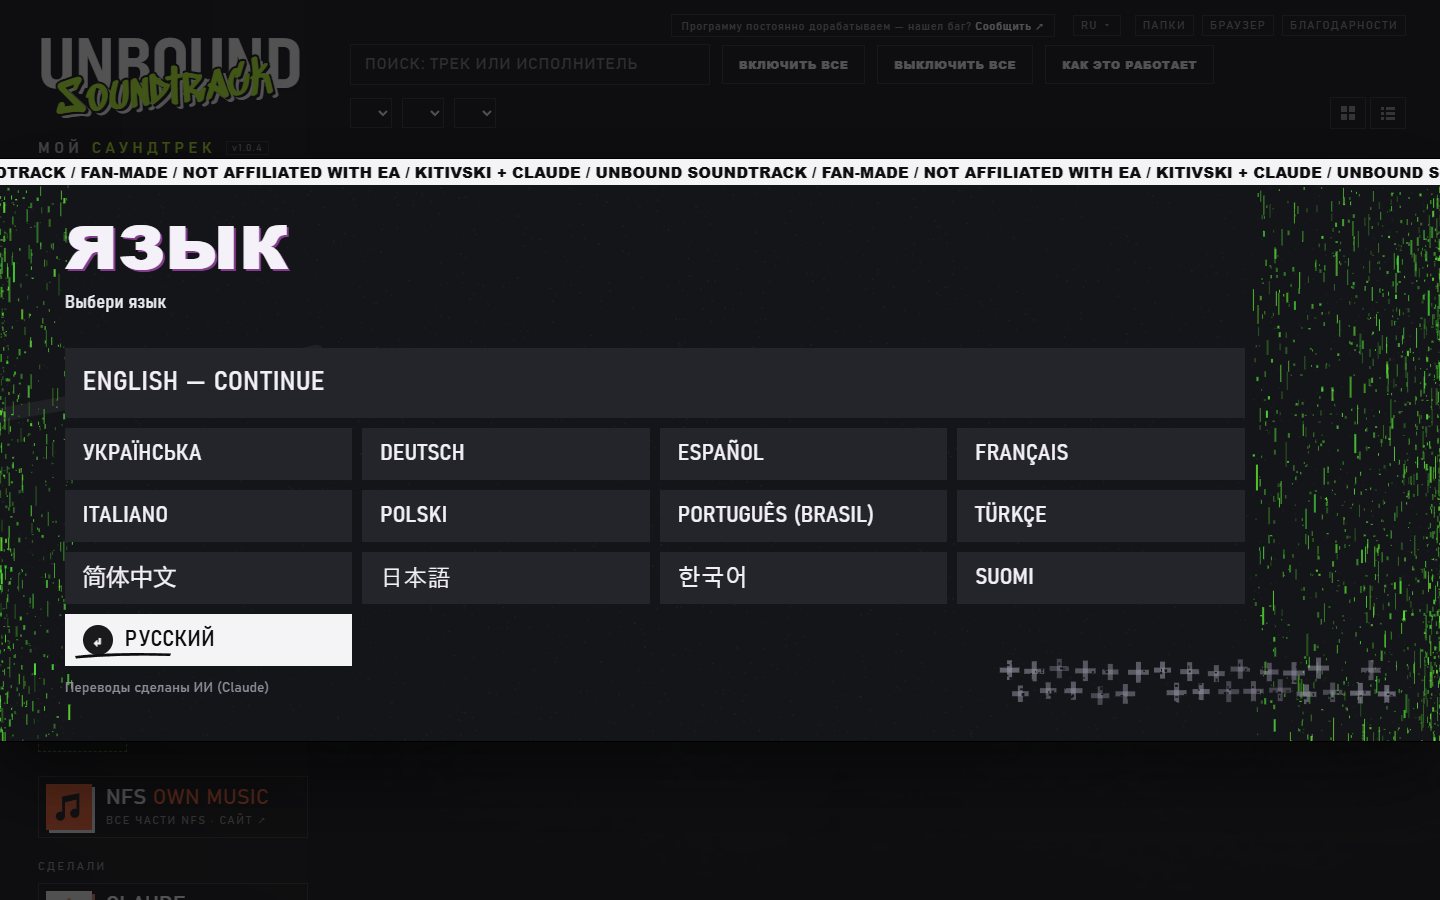 Программу постоянно дорабатываем — нашел баг? Сообщить ↗
RU
ПАПКИ
БРАУЗЕР
БЛАГОДАРНОСТИ
UNBOUND
SOUNDTRACK
ПОИСК: ТРЕК ИЛИ ИСПОЛНИТЕЛЬ
ВКЛЮЧИТЬ ВСЕ
ВЫКЛЮЧИТЬ ВСЕ
КАК ЭТО РАБОТАЕТ
МОЙ САУНДТРЕК v1.0.4
DTRACK / FAN-MADE / NOT AFFILIATED WITH EA / KITIVSKI + CLAUDE / UNBOUND SOUNDTRACK / FAN-MADE / NOT AFFILIATED WITH EA / KITIVSKI + CLAUDE / UNBOUND S
ЯЗЫК
Выбери язык
ENGLISH — CONTINUE
УКРАЇНСЬКА
DEUTSCH
ESPAÑOL
FRANÇAIS
ITALIANO
POLSKI
PORTUGUÊS (BRASIL)
TÜRKÇE
简体中文
日本語
한국어
SUOMI
РУССКИЙ
Переводы сделаны ИИ (Claude)
NFS OWN MUSIC
ВСЕ ЧАСТИ NFS · САЙТ ↗
СДЕЛАЛИ
CLAUDE